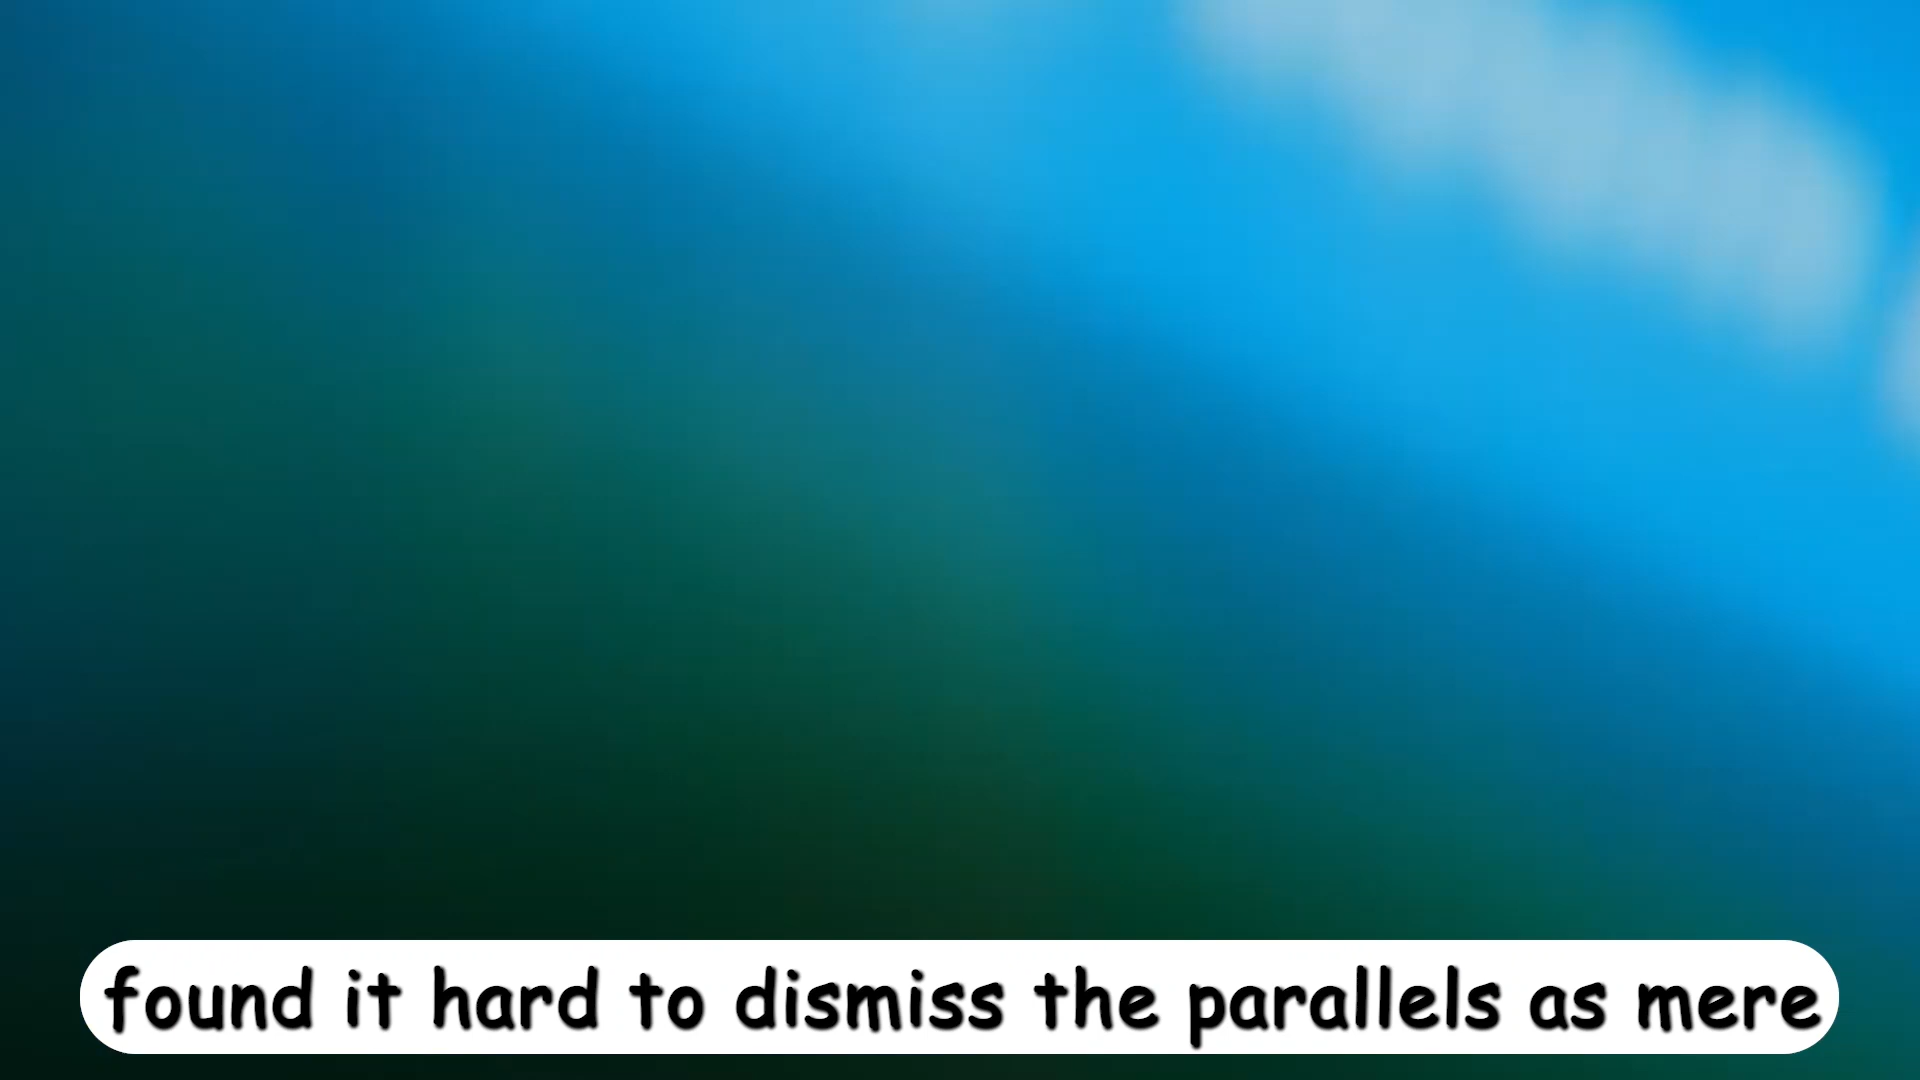 found it hard to dismiss the parallels as mere